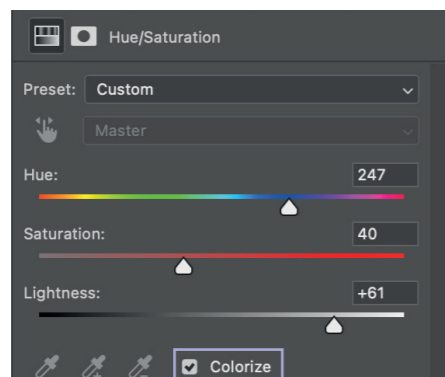 Hue/Saturation
Preset: Custom
Master
Hue: 247
Saturation: 40
Lightness: +61
Colorize